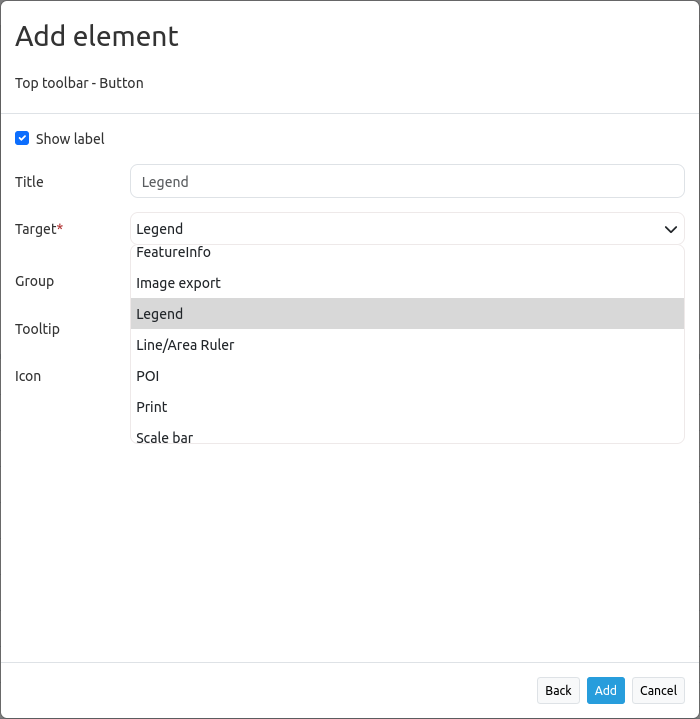 Add element
Top toolbar - Button
Show label
Title
Legend
Target*
Legend
FeatureInfo
Group
Image export
Legend
Tooltip
Line/Area Ruler
Icon
POI
Print
Scale bar
Back
Add
Cancel